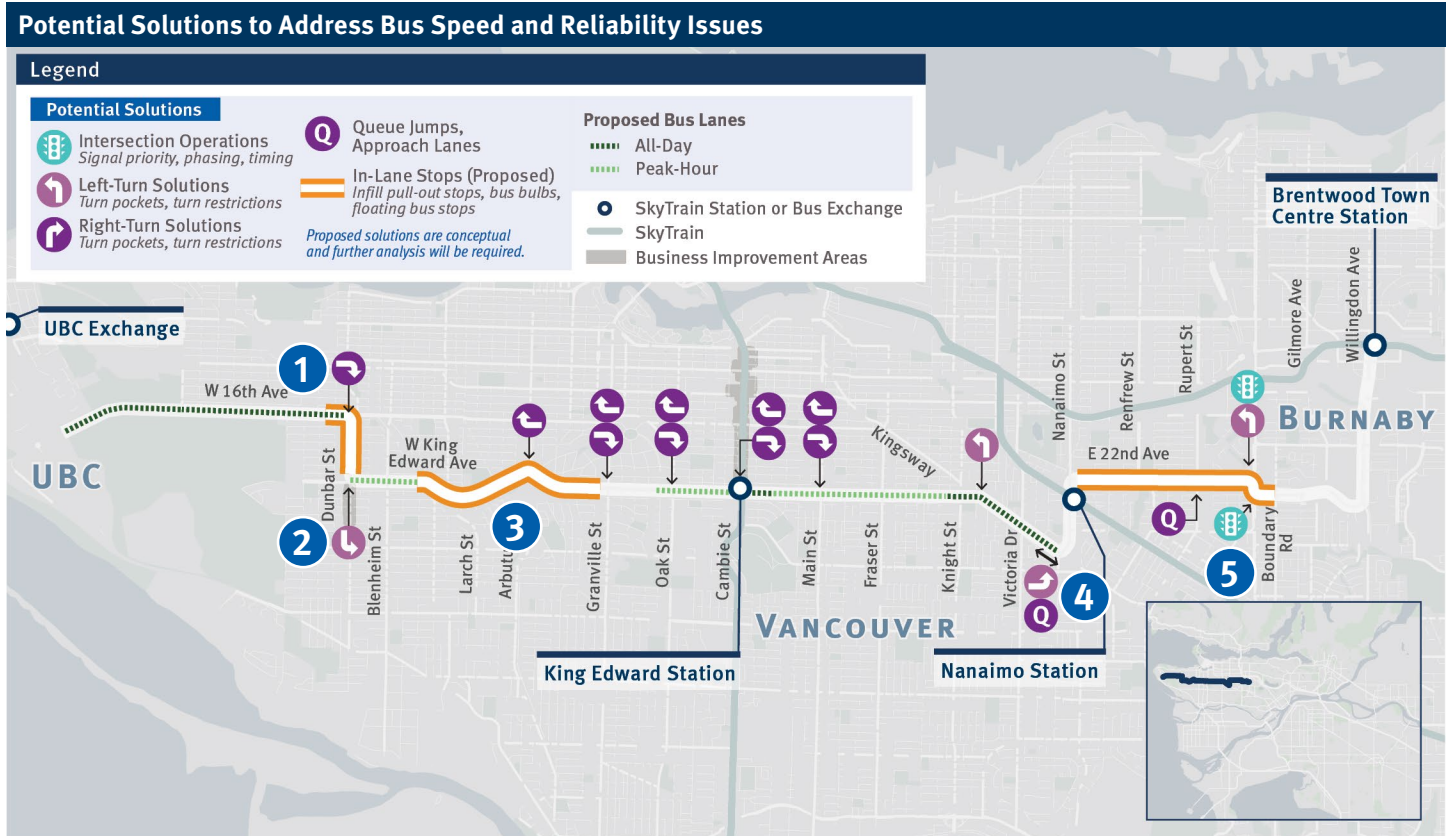 Potential Solutions to Address Bus Speed and Reliability Issues
Legend
Potential Solutions
Intersection Operations
Signal priority, phasing, timing
Left-Turn Solutions
Turn pockets, turn restrictions
Right-Turn Solutions
Turn pockets, turn restrictions
Q
Queue Jumps,
Approach Lanes
In-Lane Stops (Proposed)
Infill pull-out stops, bus bulbs,
floating bus stops
Proposed solutions are conceptual
and further analysis will be required.
Proposed Bus Lanes
All-Day
Peak-Hour
SkyTrain Station or Bus Exchange
SkyTrain
Business Improvement Areas
Brentwood Town
Centre Station
UBC Exchange
1
W 16th Ave
UBC
Dunbar St
2
Blenheim St
W King
Edward Ave
3
Larch St
Granville St
Oak St
Cambie St
Main St
Fraser St
Knight St
Kingsway
Victoria Dr
4
Q
Nanaimo St
Renfrew St
Rupert St
Gilmore Ave
Willingdon Ave
BURNABY
E 22nd Ave
Q
5
Boundary
Rd
VANCOUVER
King Edward Station
Nanaimo Station